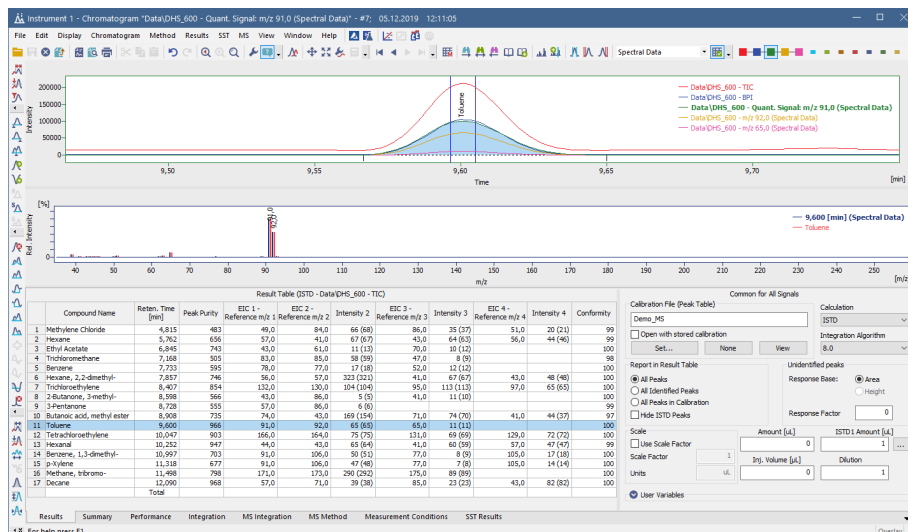 Instrument 1 - Chromatogram "Data\DHS_600 - Quant. Signal: m/z 91,0 (Spectral Data)" - #7; 05.12.2019 12:11:05
File Edit Display Chromatogram Method Results SST MS View Window Help
Spectral Data
Intensity
200000
150000
100000
50000
0
Toluene
Data\DHS_600 - TIC
Data\DHS_600 - BPI
Data\DHS_600 - Quant. Signal: m/z 91,0 (Spectral Data)
Data\DHS_600 - m/z 92,0 (Spectral Data)
Data\DHS_600 - m/z 65,0 (Spectral Data)
9,50 9,55 9,60 9,65 9,70
Time [min]
[%]
Rel. Intensity
0
91,0
92,0
9,600 [min] (Spectral Data)
Toluene
40 50 60 70 80 90 100 110 120 130 140 150 160 170 180 190 200 210 220 230 240 250
m/z [m/z]
Result Table (ISTD - Data\DHS_600 - TIC)
Compound Name Reten. Time [min] Peak Purity EIC 1 - Reference m/z 1 EIC 2 - Reference m/z 2 Intensity 2 EIC 3 - Reference m/z 3 Intensity 3 EIC 4 - Reference m/z 4 Intensity 4 Conformity
1 Methylene Chloride 4,815 483 49,0 84,0 66 (68) 86,0 35 (37) 51,0 20 (21) 99
2 Hexane 5,762 656 57,0 41,0 67 (67) 43,0 64 (63) 56,0 44 (46) 99
3 Ethyl Acetate 6,845 743 43,0 61,0 11 (13) 70,0 10 (12) 100
4 Trichloromethane 7,168 505 83,0 85,0 58 (59) 47,0 8 (9) 98
5 Benzene 7,733 595 78,0 77,0 17 (18) 52,0 12 (12) 100
6 Hexane, 2,2-dimethyl- 7,857 746 56,0 57,0 323 (321) 41,0 67 (67) 43,0 48 (48) 100
7 Trichloroethylene 8,407 854 132,0 130,0 104 (104) 95,0 113 (113) 97,0 65 (65) 100
8 2-Butanone, 3-methyl- 8,598 566 43,0 86,0 5 (5) 41,0 11 (10) 100
9 3-Pentanone 8,728 555 57,0 86,0 6 (6) 99
10 Butanoic acid, methyl ester 8,908 735 74,0 43,0 169 (154) 71,0 74 (70) 41,0 44 (37) 97
11 Toluene 9,600 966 91,0 92,0 65 (65) 65,0 11 (11) 100
12 Tetrachloroethylene 10,047 903 166,0 164,0 75 (75) 131,0 69 (69) 129,0 72 (72) 100
13 Hexanal 10,252 947 44,0 43,0 65 (64) 41,0 60 (59) 57,0 47 (47) 99
14 Benzene, 1,3-dimethyl- 10,997 703 91,0 106,0 50 (51) 77,0 8 (9) 105,0 17 (18) 100
15 p-Xylene 11,318 677 91,0 106,0 47 (48) 77,0 7 (8) 105,0 14 (14) 100
16 Methane, tribromo- 11,498 798 171,0 173,0 290 (292) 175,0 89 (89) 100
17 Decane 12,090 968 57,0 71,0 39 (38) 85,0 23 (23) 43,0 82 (82) 100
Total
Common for All Signals
Calibration File (Peak Table)
Demo_MS
Open with stored calibration
Set... None View
Calculation
ISTD
Integration Algorithm
8.0
Report in Result Table
All Peaks
All Identified Peaks
All Peaks in Calibration
Hide ISTD Peaks
Unidentified peaks
Response Base: Area
Height
Response Factor 0
Scale
Use Scale Factor
Scale Factor 1
Units uL
Amount [uL] ISTD1 Amount [uL]
0 1 ...
Inj. Volume [µL] Dilution
0 1
User Variables
Results Summary Performance Integration MS Integration MS Method Measurement Conditions SST Results
For help press F1
Overlay